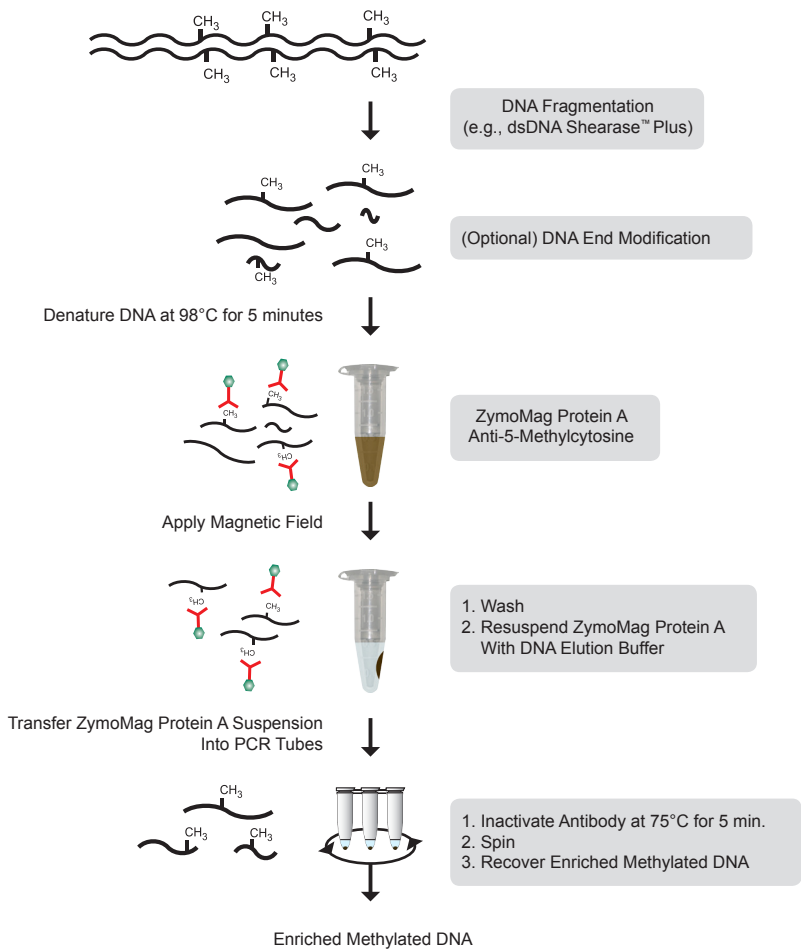 CH3 CH3 CH3
CH3 CH3 CH3
DNA Fragmentation
(e.g., dsDNA Shearase™ Plus)
CH3
CH3
CH3
CH3
(Optional) DNA End Modification
Denature DNA at 98°C for 5 minutes
CH3
CH3
CH3
ZymoMag Protein A
Anti-5-Methylcytosine
Apply Magnetic Field
CH3
CH3
CH3
1. Wash
2. Resuspend ZymoMag Protein A
With DNA Elution Buffer
Transfer ZymoMag Protein A Suspension
Into PCR Tubes
CH3
CH3 CH3
1. Inactivate Antibody at 75°C for 5 min.
2. Spin
3. Recover Enriched Methylated DNA
Enriched Methylated DNA